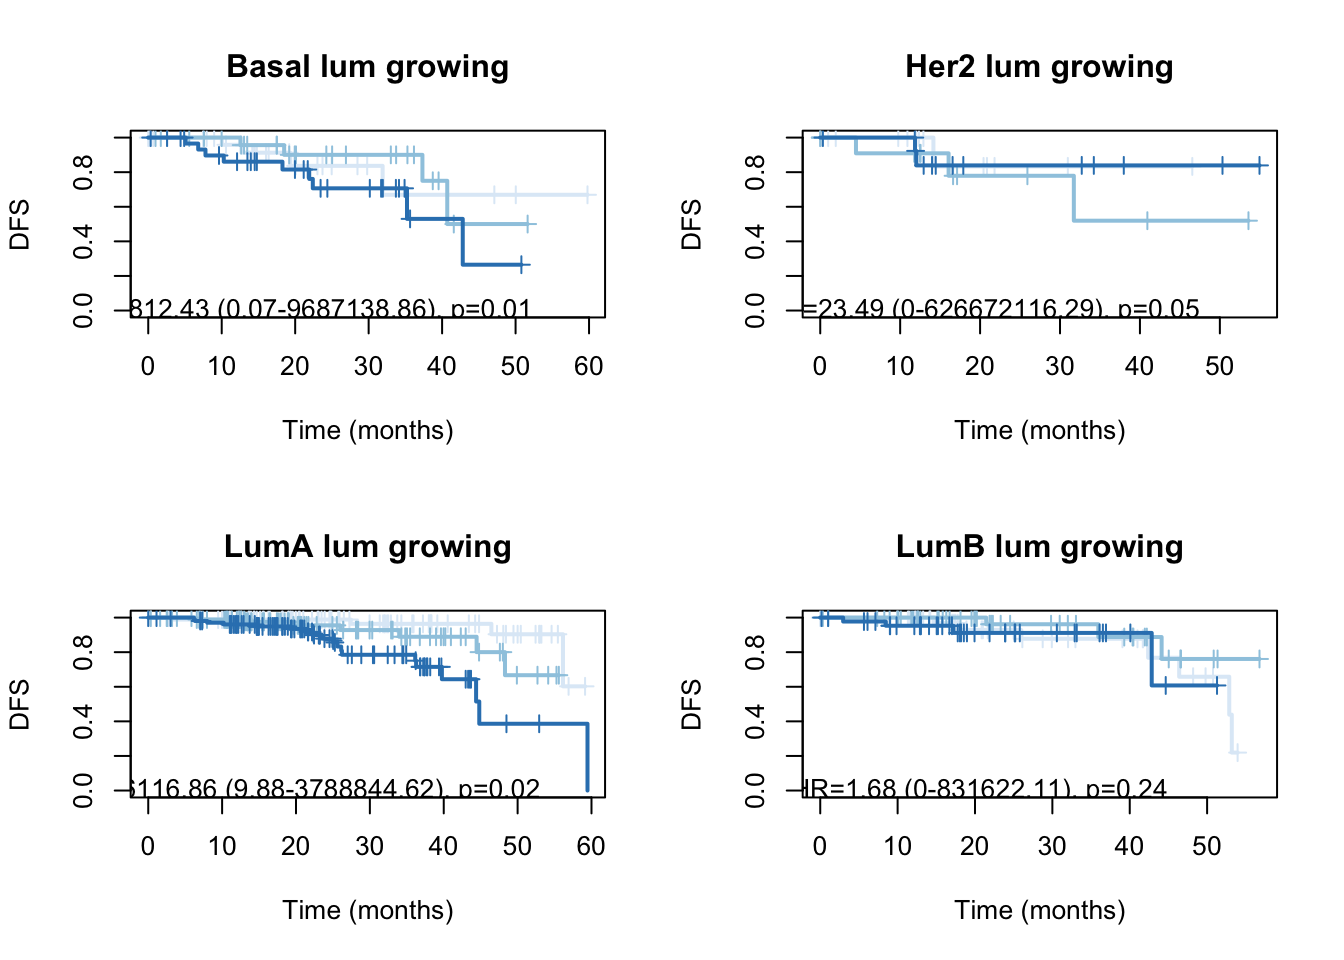 Basal lum growing
DFS
0.0 0.4 0.8
812.43 (0.07-9687138.86), p=0.01
0 10 20 30 40 50 60
Time (months)
Her2 lum growing
DFS
0.0 0.4 0.8
=23.49 (0-626672116.29), p=0.05
0 10 20 30 40 50
Time (months)
LumA lum growing
DFS
0.0 0.4 0.8
6116.86 (9.88-3788844.62), p=0.02
0 10 20 30 40 50 60
Time (months)
LumB lum growing
DFS
0.0 0.4 0.8
HR=1.68 (0-831622.11), p=0.24
0 10 20 30 40 50
Time (months)